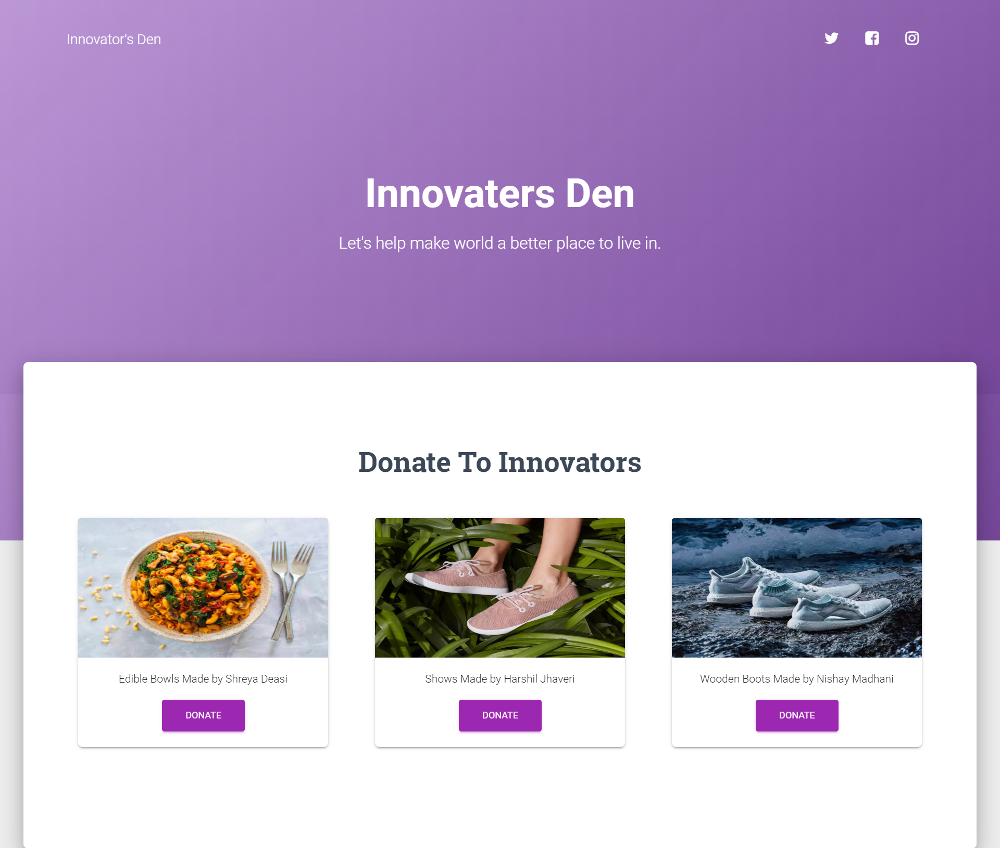 Innovator's Den
Innovaters Den
Let's help make world a better place to live in.
Donate To Innovators
Edible Bowls Made by Shreya Deasi
DONATE
Shows Made by Harshil Jhaveri
DONATE
Wooden Boots Made by Nishay Madhani
DONATE